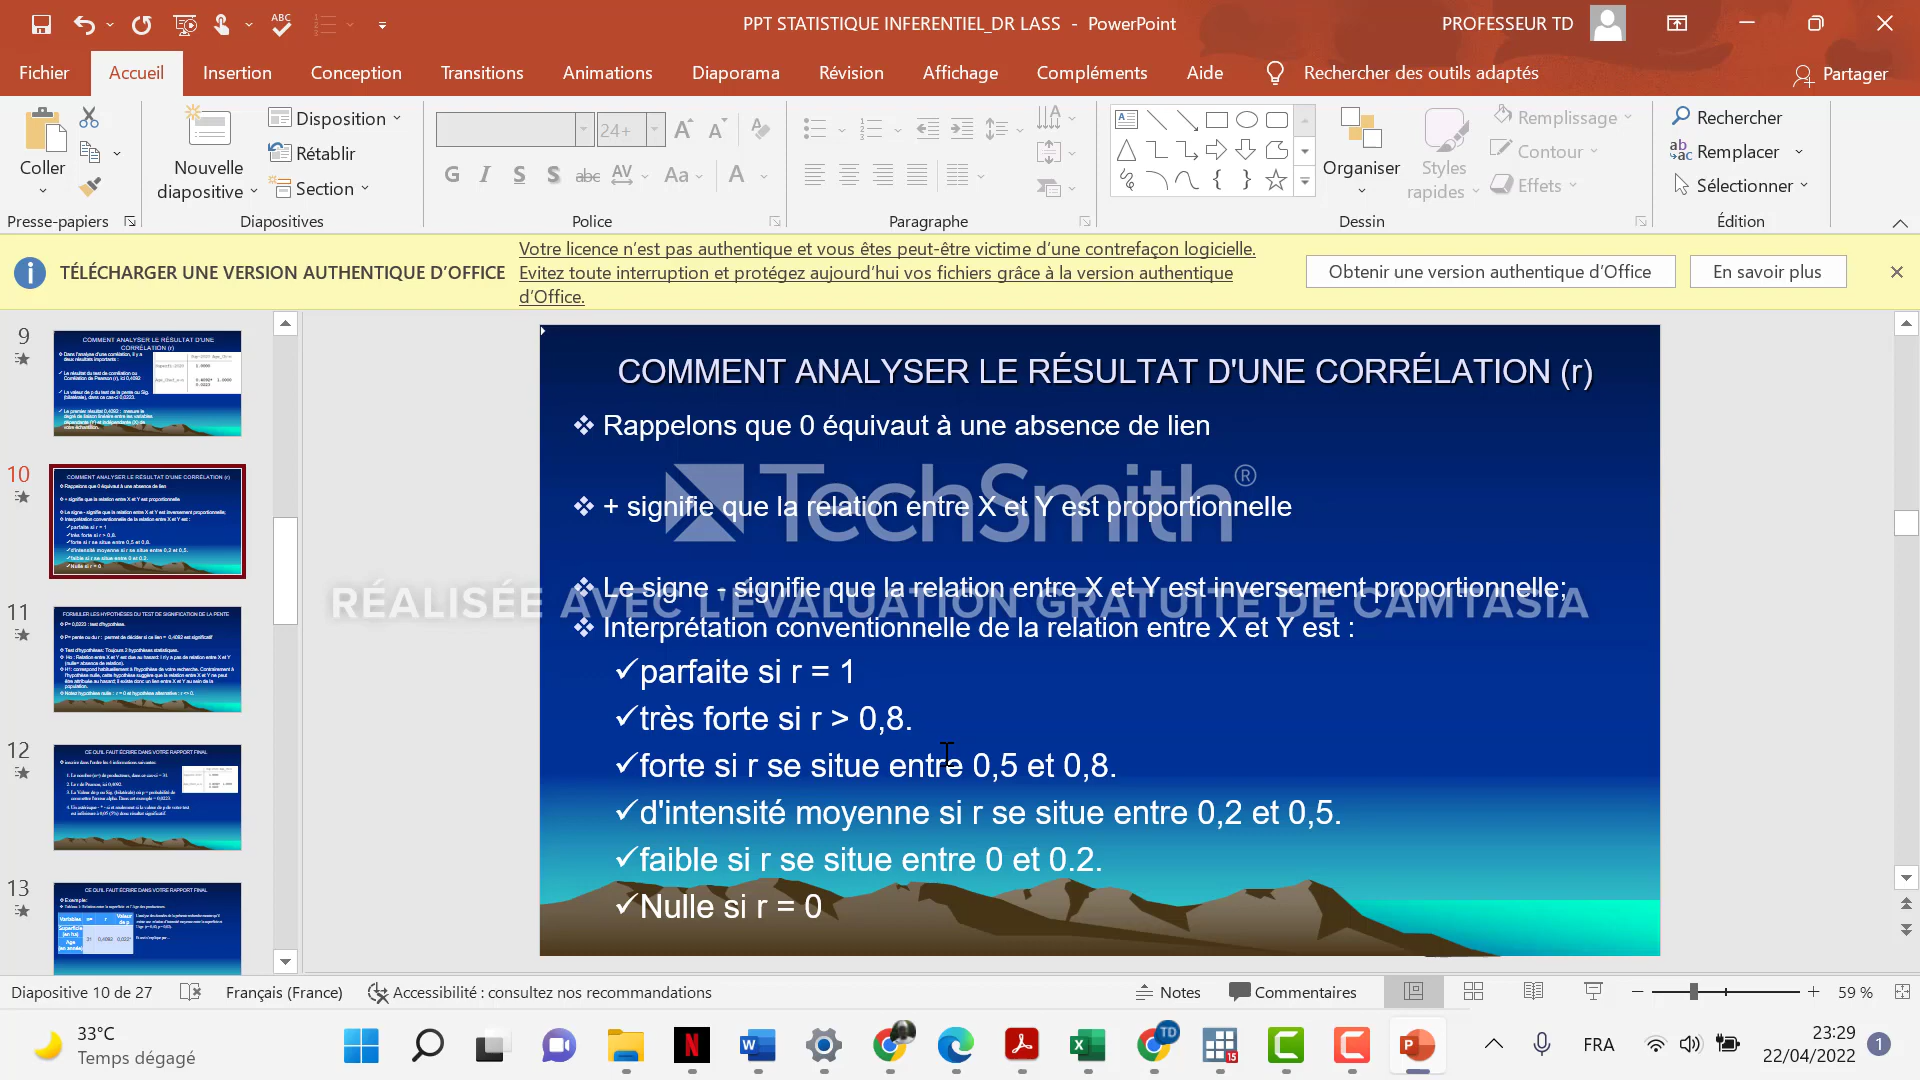 PPT STATISTIQUE INFERENTIEL_DR LASS - PowerPoint
PROFESSEUR TD
Fichier
Accueil
Insertion
Conception
Transitions
Animations
Diaporama
Révision
Affichage
Compléments
Aide
Rechercher des outils adaptés
Partager
Coller
Nouvelle
diapositive
Disposition
Rétablir
Section
24+
G I S S abc AV Aa A
Organiser
Styles
rapides
Remplissage
Contour
Effets
Rechercher
Remplacer
Sélectionner
Presse-papiers
Diapositives
Police
Paragraphe
Dessin
Édition
TÉLÉCHARGER UNE VERSION AUTHENTIQUE D'OFFICE
Votre licence n'est pas authentique et vous êtes peut-être victime d'une contrefaçon logicielle.
Evitez toute interruption et protégez aujourd'hui vos fichiers grâce à la version authentique
d'Office.
Obtenir une version authentique d'Office
En savoir plus
9
10
11
12
13
COMMENT ANALYSER LE RÉSULTAT D'UNE CORRÉLATION (r)
❖ Rappelons que 0 équivaut à une absence de lien
TechSmith®
❖ + signifie que la relation entre X et Y est proportionnelle
❖ Le signe - signifie que la relation entre X et Y est inversement proportionnelle;
RÉALISÉE AVEC L'ÉVALUATION GRATUITE DE CAMTASIA
❖ Interprétation conventionnelle de la relation entre X et Y est :
✓parfaite si r = 1
✓très forte si r > 0,8.
✓forte si r se situe entre 0,5 et 0,8.
✓d'intensité moyenne si r se situe entre 0,2 et 0,5.
✓faible si r se situe entre 0 et 0.2.
✓Nulle si r = 0
Diapositive 10 de 27
Français (France)
Accessibilité : consultez nos recommandations
Notes
Commentaires
59 %
33°C
Temps dégagé
FRA
23:29
22/04/2022
1